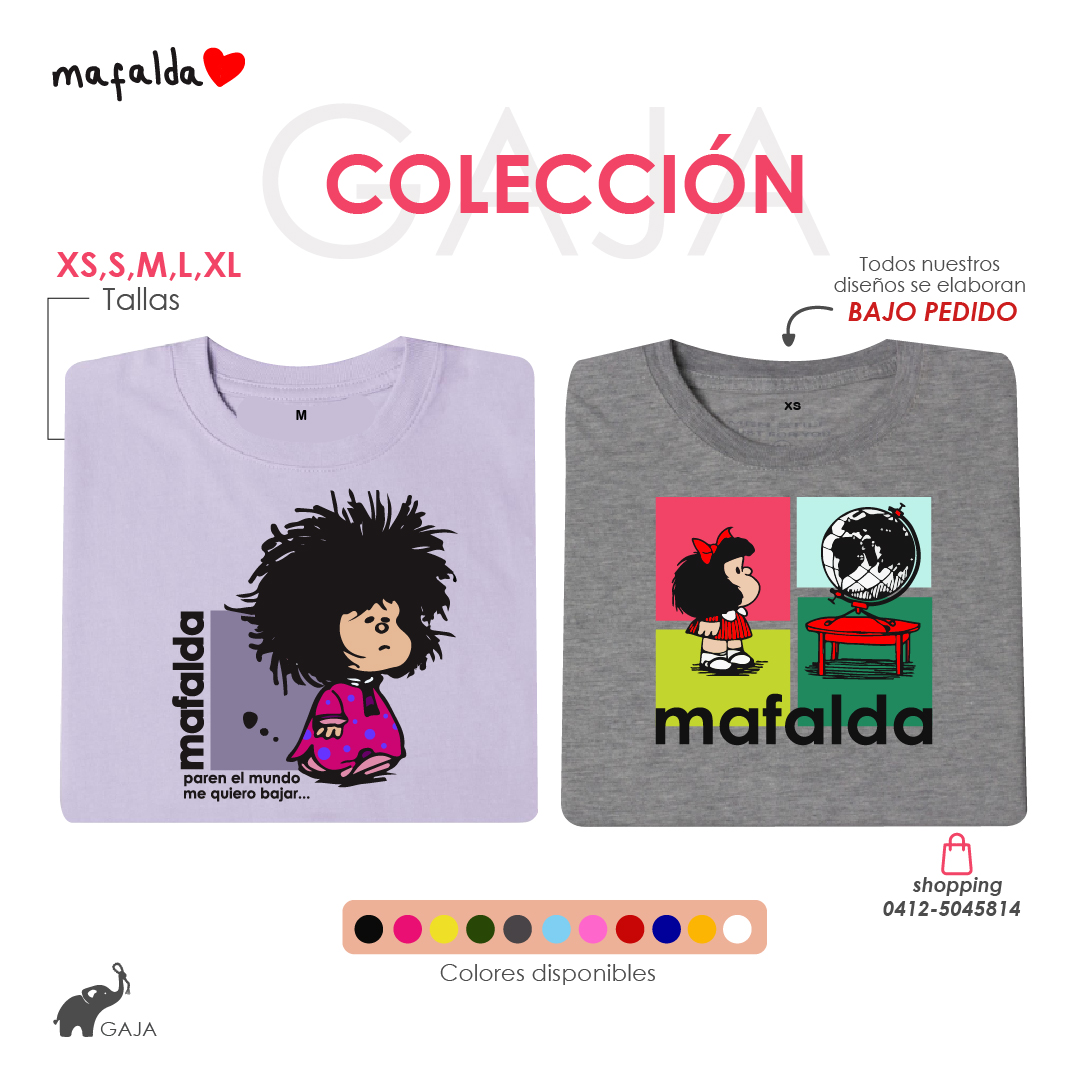 mafalda
GAJA
COLECCIÓN
XS,S,M,L,XL
Tallas
Todos nuestros
diseños se elaboran
BAJO PEDIDO
M
XS
mafalda
paren el mundo
me quiero bajar...
mafalda
shopping
0412-5045814
Colores disponibles
GAJA